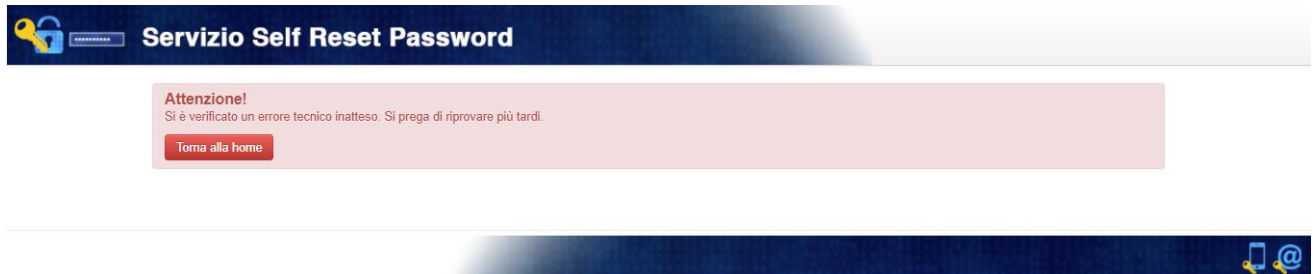 Servizio Self Reset Password
Attenzione!
Si è verificato un errore tecnico inatteso. Si prega di riprovare più tardi.
Torna alla home